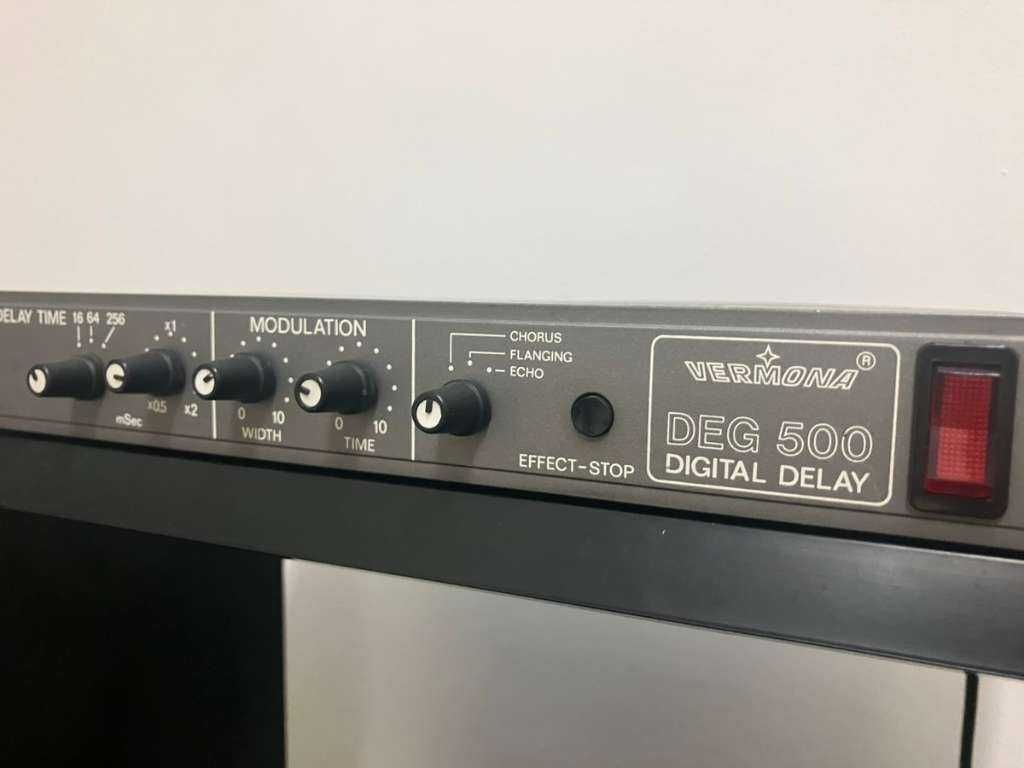 DELAY TIME 16 64 256
x1
x0.5 x2
mSec
MODULATION
0 10
WIDTH
0 10
TIME
CHORUS
FLANGING
ECHO
EFFECT-STOP
VERMONA ®
DEG 500
DIGITAL DELAY